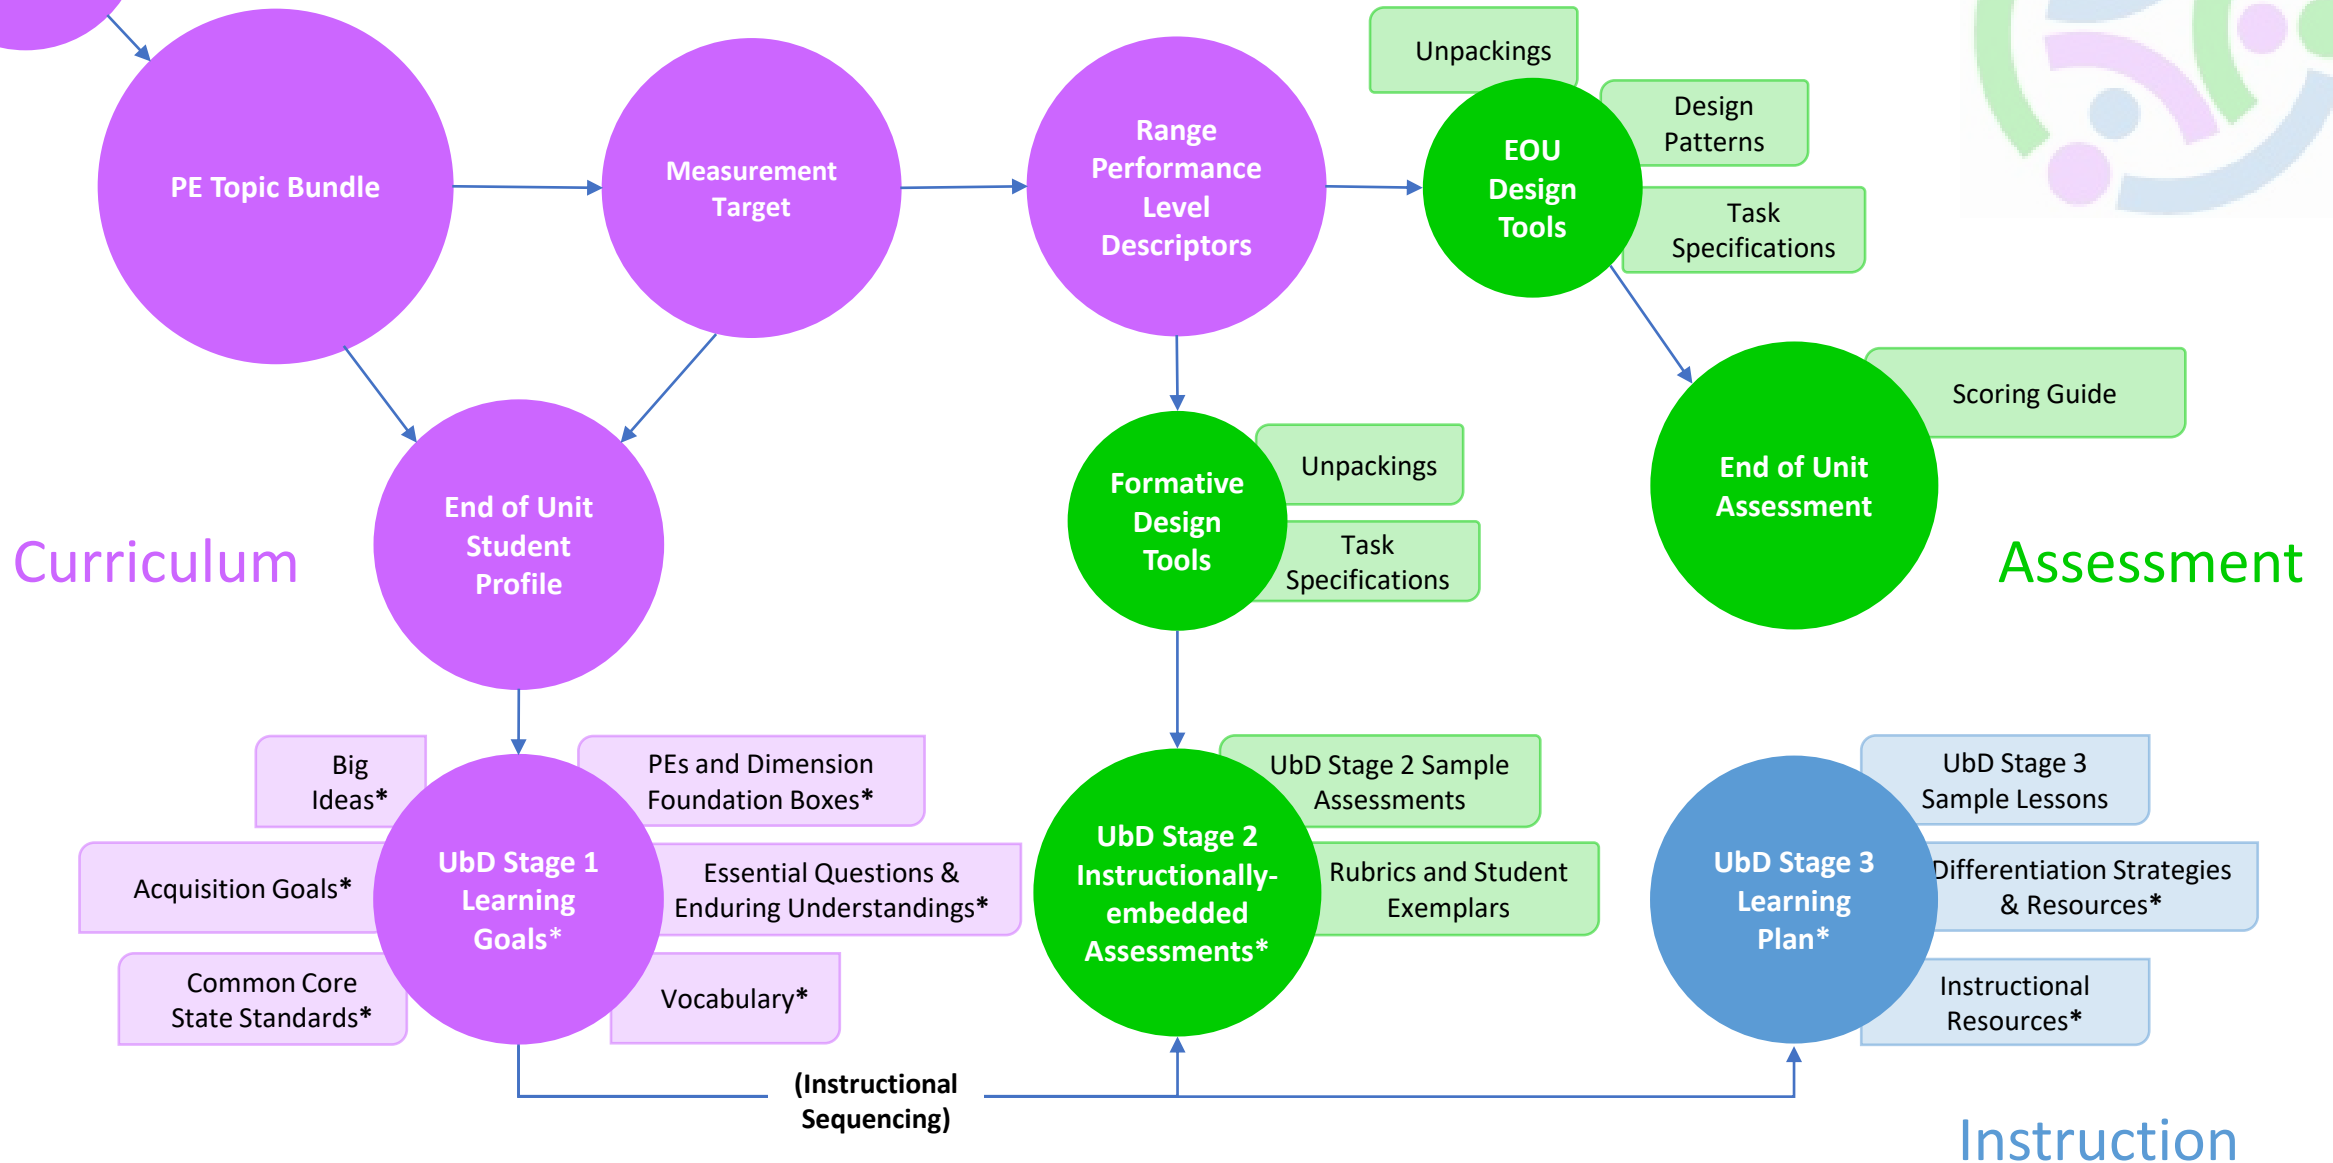 PE Topic Bundle
Measurement
Target
Range
Performance
Level
Descriptors
Unpackings
EOU
Design
Tools
Design
Patterns
Task
Specifications
Scoring Guide
End of Unit
Assessment
Assessment
Curriculum
End of Unit
Student
Profile
Formative
Design
Tools
Unpackings
Task
Specifications
Big
Ideas*
PEs and Dimension
Foundation Boxes*
Acquisition Goals*
UbD Stage 1
Learning
Goals*
Essential Questions &
Enduring Understandings*
Common Core
State Standards*
Vocabulary*
UbD Stage 2 Sample
Assessments
UbD Stage 2
Instructionally-
embedded
Assessments*
Rubrics and Student
Exemplars
UbD Stage 3
Sample Lessons
UbD Stage 3
Learning
Plan*
Differentiation Strategies
& Resources*
Instructional
Resources*
(Instructional
Sequencing)
Instruction